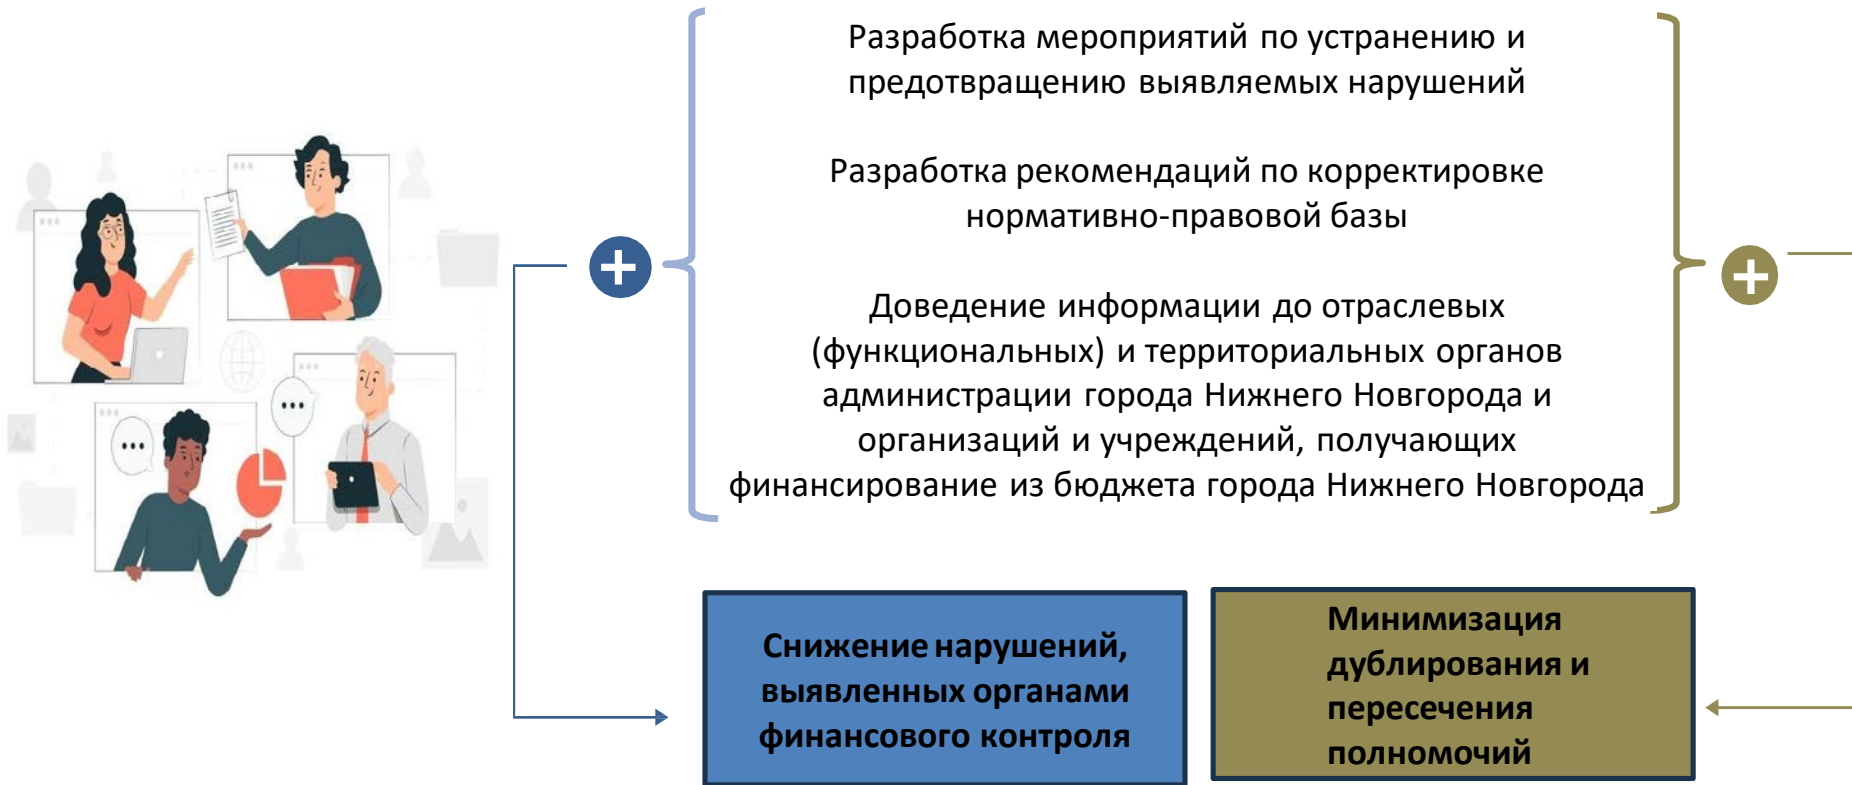 Разработка мероприятий по устранению и
предотвращению выявляемых нарушений
Разработка рекомендаций по корректировке
нормативно-правовой базы
Доведение информации до отраслевых
(функциональных) и территориальных органов
администрации города Нижнего Новгорода и
организаций и учреждений, получающих
финансирование из бюджета города Нижнего Новгорода
Снижение нарушений,
выявленных органами
финансового контроля
Минимизация
дублирования и
пересечения
полномочий